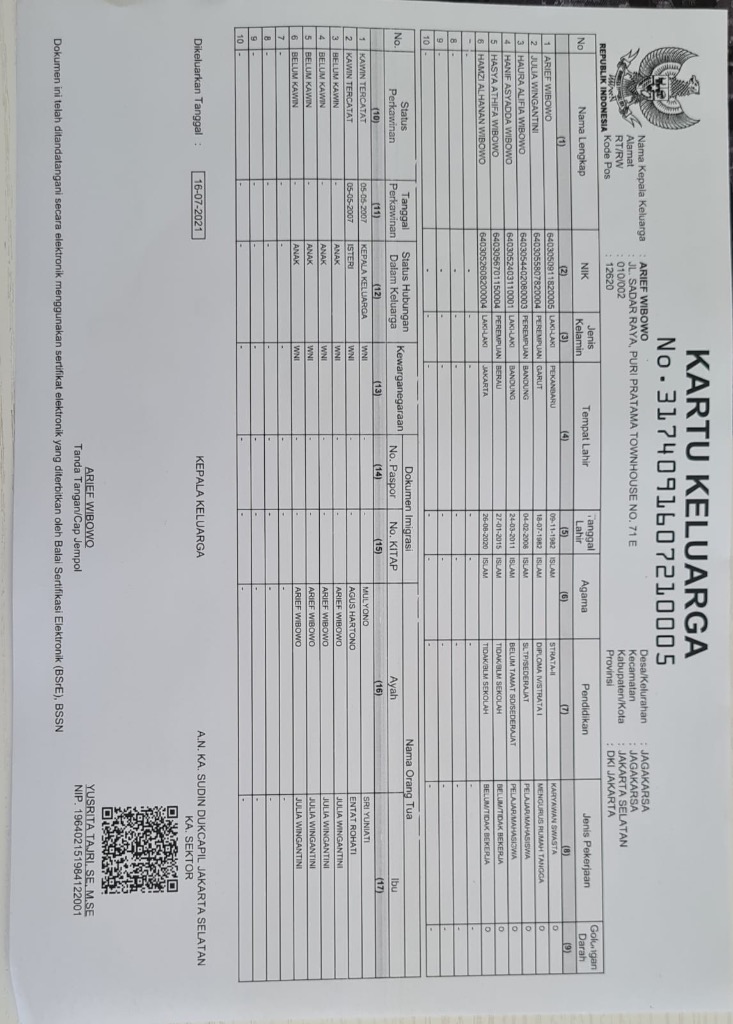 KARTU KELUARGA
No. 3174091607210005
REPUBLIK INDONESIA
Nama Kepala Keluarga : ARIEF WIBOWO
Alamat : JL. SADAR RAYA, PURI PRATAMA TOWNHOUSE NO. 71 E
RT/RW : 010/002
Kode Pos : 12620
Desa/Kelurahan : JAGAKARSA
Kecamatan : JAGAKARSA
Kabupaten/Kota : JAKARTA SELATAN
Provinsi : DKI JAKARTA
No Nama Lengkap NIK Jenis Kelamin Tempat Lahir Tanggal Lahir Agama Pendidikan Jenis Pekerjaan Golongan Darah
(1) (2) (3) (4) (5) (6) (7) (8) (9)
1 ARIEF WIBOWO 6403050911820005 LAKI-LAKI PEKANBARU 09-11-1982 ISLAM STRATA-II KARYAWAN SWASTA O
2 JULIA WINGANTINI 6403055807820004 PEREMPUAN GARUT 18-07-1982 ISLAM DIPLOMA IV/STRATA I MENGURUS RUMAH TANGGA O
3 HAURA ALIFIA WIBOWO 6403054402080003 PEREMPUAN BANDUNG 04-02-2008 ISLAM SLTP/SEDERAJAT PELAJAR/MAHASISWA O
4 HANIF ASYADDA WIBOWO 6403052403110001 LAKI-LAKI BANDUNG 24-03-2011 ISLAM BELUM TAMAT SD/SEDERAJAT PELAJAR/MAHASISWA O
5 HASYA ATHIFA WIBOWO 6403056701150004 PEREMPUAN BERAU 27-01-2015 ISLAM TIDAK/BLM SEKOLAH BELUM/TIDAK BEKERJA O
6 HAMZI ALHANAN WIBOWO 6403052608200004 LAKI-LAKI JAKARTA 26-08-2020 ISLAM TIDAK/BLM SEKOLAH BELUM/TIDAK BEKERJA O
- - - - - - - - -
8 - - - - - - - - -
9 - - - - - - - - -
10 - - - - - - - - -
No. Status Perkawinan Tanggal Perkawinan Status Hubungan Dalam Keluarga Kewarganegaraan Dokumen Imigrasi Nama Orang Tua
No. Paspor No. KITAP Ayah Ibu
(10) (11) (12) (13) (14) (15) (16) (17)
1 KAWIN TERCATAT 05-05-2007 KEPALA KELUARGA WNI - - MULYONO SRI YUNIATI
2 KAWIN TERCATAT 05-05-2007 ISTERI WNI - - AGUS HARTONO ENTAT ROHATI
3 BELUM KAWIN - ANAK WNI - - ARIEF WIBOWO JULIA WINGANTINI
4 BELUM KAWIN - ANAK WNI - - ARIEF WIBOWO JULIA WINGANTINI
5 BELUM KAWIN - ANAK WNI - - ARIEF WIBOWO JULIA WINGANTINI
6 BELUM KAWIN - ANAK WNI - - ARIEF WIBOWO JULIA WINGANTINI
7 - - - - - - - -
8 - - - - - - - -
9 - - - - - - - -
10 - - - - - - - -
Dikeluarkan Tanggal : 16-07-2021
KEPALA KELUARGA
ARIEF WIBOWO
Tanda Tangan/Cap Jempol
A.N. KA. SUDIN DUKCAPIL JAKARTA SELATAN
KA. SEKTOR
YUSRITA TAJRI, SE, M.SE
NIP. 196402151984122001
Dokumen ini telah ditandatangani secara elektronik menggunakan sertifikat elektronik yang diterbitkan oleh Balai Sertifikasi Elektronik (BSrE), BSSN